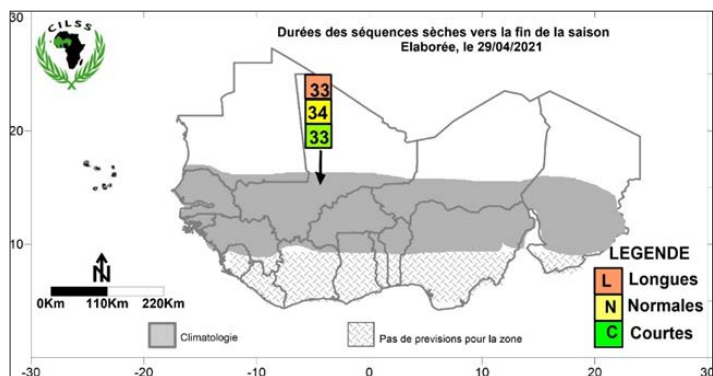 CILSS
Durées des séquences sèches vers la fin de la saison
Elaborée, le 29/04/2021
30
20
10
0
33
34
33
N
0Km 110Km 220Km
Climatologie
Pas de previsions pour la zone
LEGENDE
L Longues
N Normales
C Courtes
-30 -20 -10 0 10 20 30